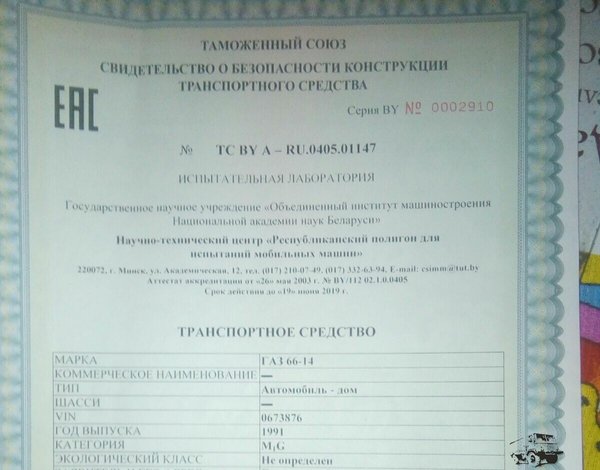 ТАМОЖЕННЫЙ СОЮЗ
СВИДЕТЕЛЬСТВО О БЕЗОПАСНОСТИ КОНСТРУКЦИИ
ТРАНСПОРТНОГО СРЕДСТВА
ЕАС
Серия BY № 0002910
№ ТС BY А – RU.0405.01147
ИСПЫТАТЕЛЬНАЯ ЛАБОРАТОРИЯ
Государственное научное учреждение «Объединенный институт машиностроения
Национальной академии наук Беларуси»
Научно-технический центр «Республиканский полигон для
испытаний мобильных машин»
220072, г. Минск, ул. Академическая, 12, тел. (017) 210-07-49, (017) 332-63-94, E-mail: csimm@tut.by
Аттестат аккредитации от «26» мая 2003 г. № BY/112 02.1.0.0405
Срок действия до «19» июня 2019 г.
ТРАНСПОРТНОЕ СРЕДСТВО
МАРКА ГАЗ 66-14
КОММЕРЧЕСКОЕ НАИМЕНОВАНИЕ —
ТИП Автомобиль - дом
ШАССИ —
VIN 0673876
ГОД ВЫПУСКА 1991
КАТЕГОРИЯ M₁G
ЭКОЛОГИЧЕСКИЙ КЛАСС Не определен